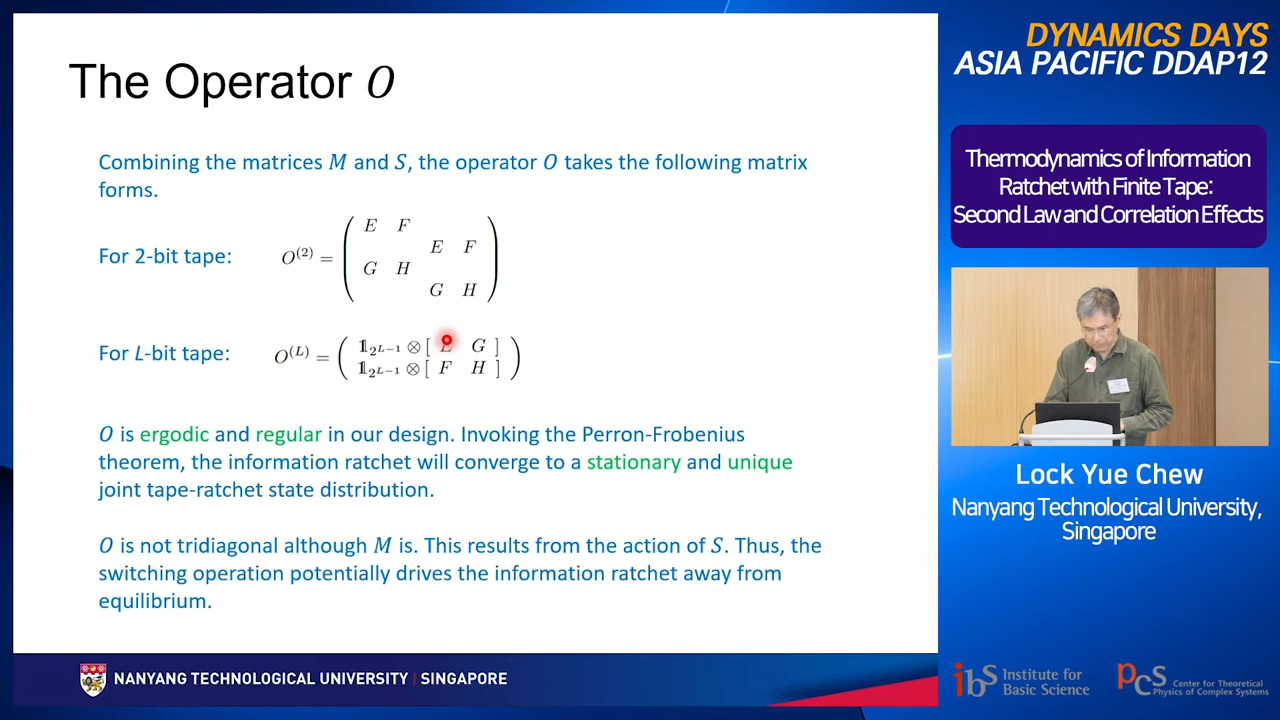 The Operator O
Combining the matrices M and S, the operator O takes the following matrix
forms.
For 2-bit tape:
O^(2) =
E F
E F
G H
G H
For L-bit tape:
O^(L) =
𝟙_2^(L-1) ⊗ [ G ]
𝟙_2^(L-1) ⊗ [ F H ]
O is ergodic and regular in our design. Invoking the Perron-Frobenius
theorem, the information ratchet will converge to a stationary and unique
joint tape-ratchet state distribution.
O is not tridiagonal although M is. This results from the action of S. Thus, the
switching operation potentially drives the information ratchet away from
equilibrium.
NANYANG TECHNOLOGICAL UNIVERSITY | SINGAPORE
DYNAMICS DAYS
ASIA PACIFIC DDAP12
Thermodynamics of Information
Ratchet with Finite Tape:
Second Law and Correlation Effects
Lock Yue Chew
Nanyang Technological University,
Singapore
ibS Institute for
Basic Science
PCS Center for Theoretical
Physics of Complex Systems